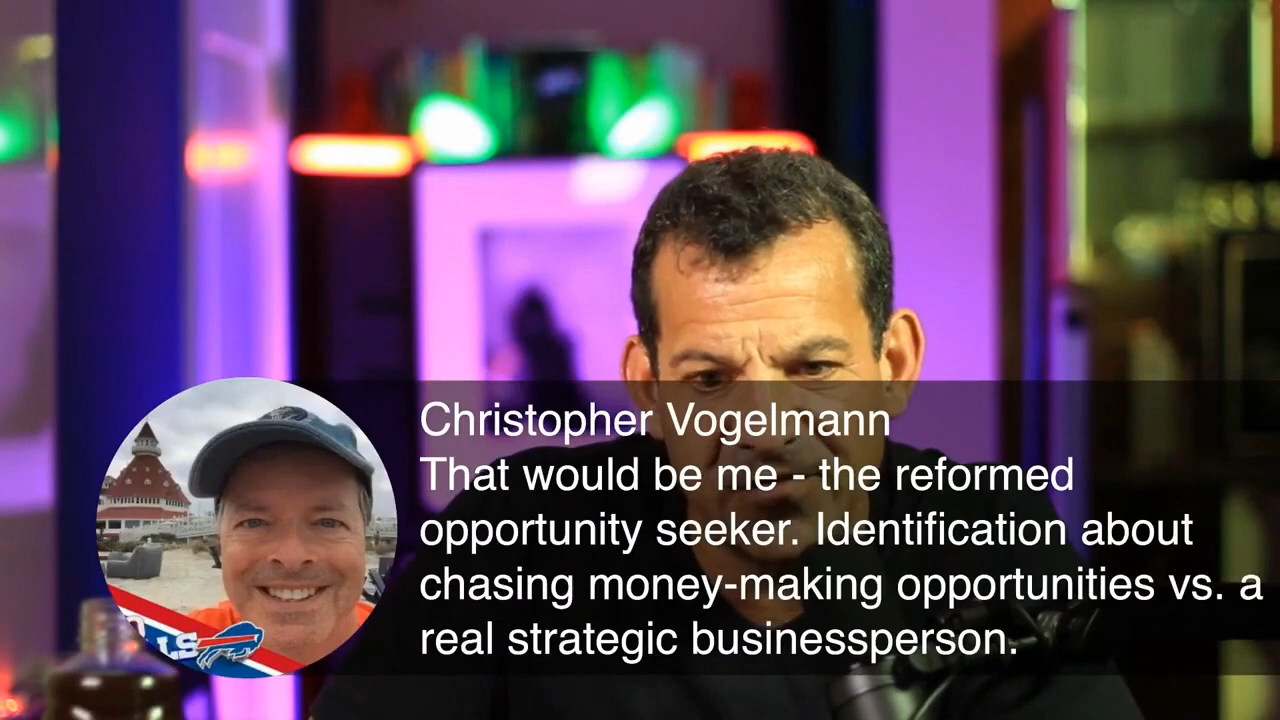 Christopher Vogelmann
That would be me - the reformed
opportunity seeker. Identification about
chasing money-making opportunities vs. a
real strategic businessperson.
LS